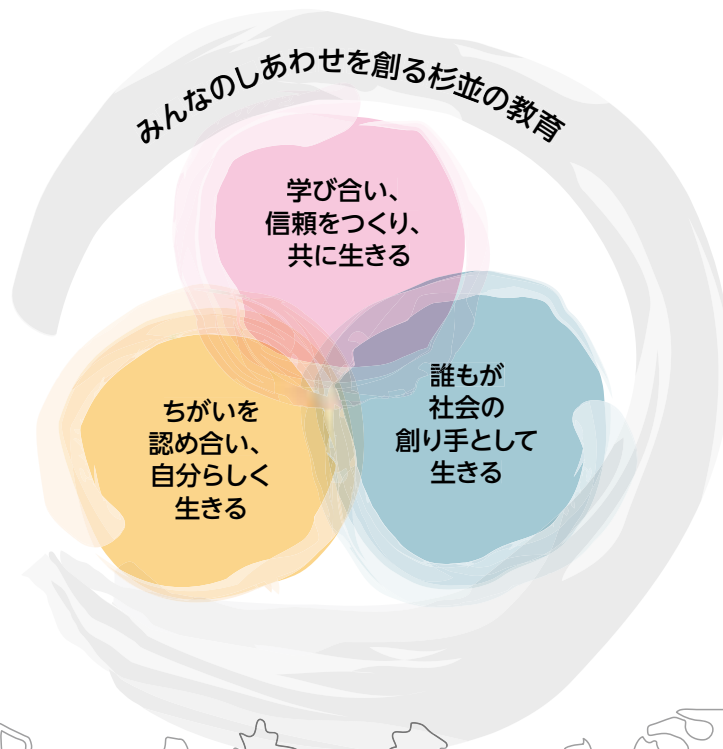 みんなのしあわせを創る杉並の教育
学び合い、
信頼をつくり、
共に生きる
ちがいを
認め合い、
自分らしく
生きる
誰もが
社会の
創り手として
生きる